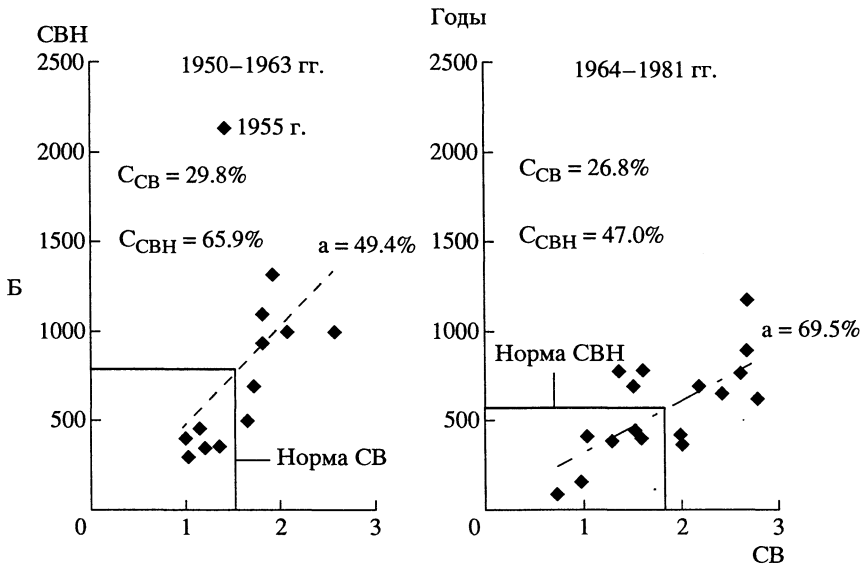 СВН
2500
1950–1963 гг.
1955 г.
2000
C_СВ = 29.8%
1500
C_СВН = 65.9%
a = 49.4%
Б
1000
500
Норма СВ
0 1 2 3
Годы
2500
1964–1981 гг.
2000
C_СВ = 26.8%
1500
C_СВН = 47.0%
1000
a = 69.5%
Норма СВН
500
0 1 2 3
СВ